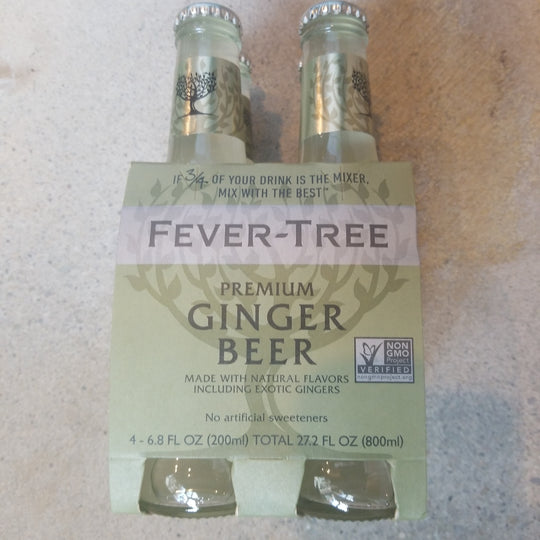 IF 3/4 OF YOUR DRINK IS THE MIXER,
MIX WITH THE BEST™
FEVER-TREE
PREMIUM
GINGER
BEER
MADE WITH NATURAL FLAVORS
INCLUDING EXOTIC GINGERS
NON
GMO
Project
VERIFIED
nongmoproject.org
No artificial sweeteners
4 - 6.8 FL OZ (200ml) TOTAL 27.2 FL OZ (800ml)